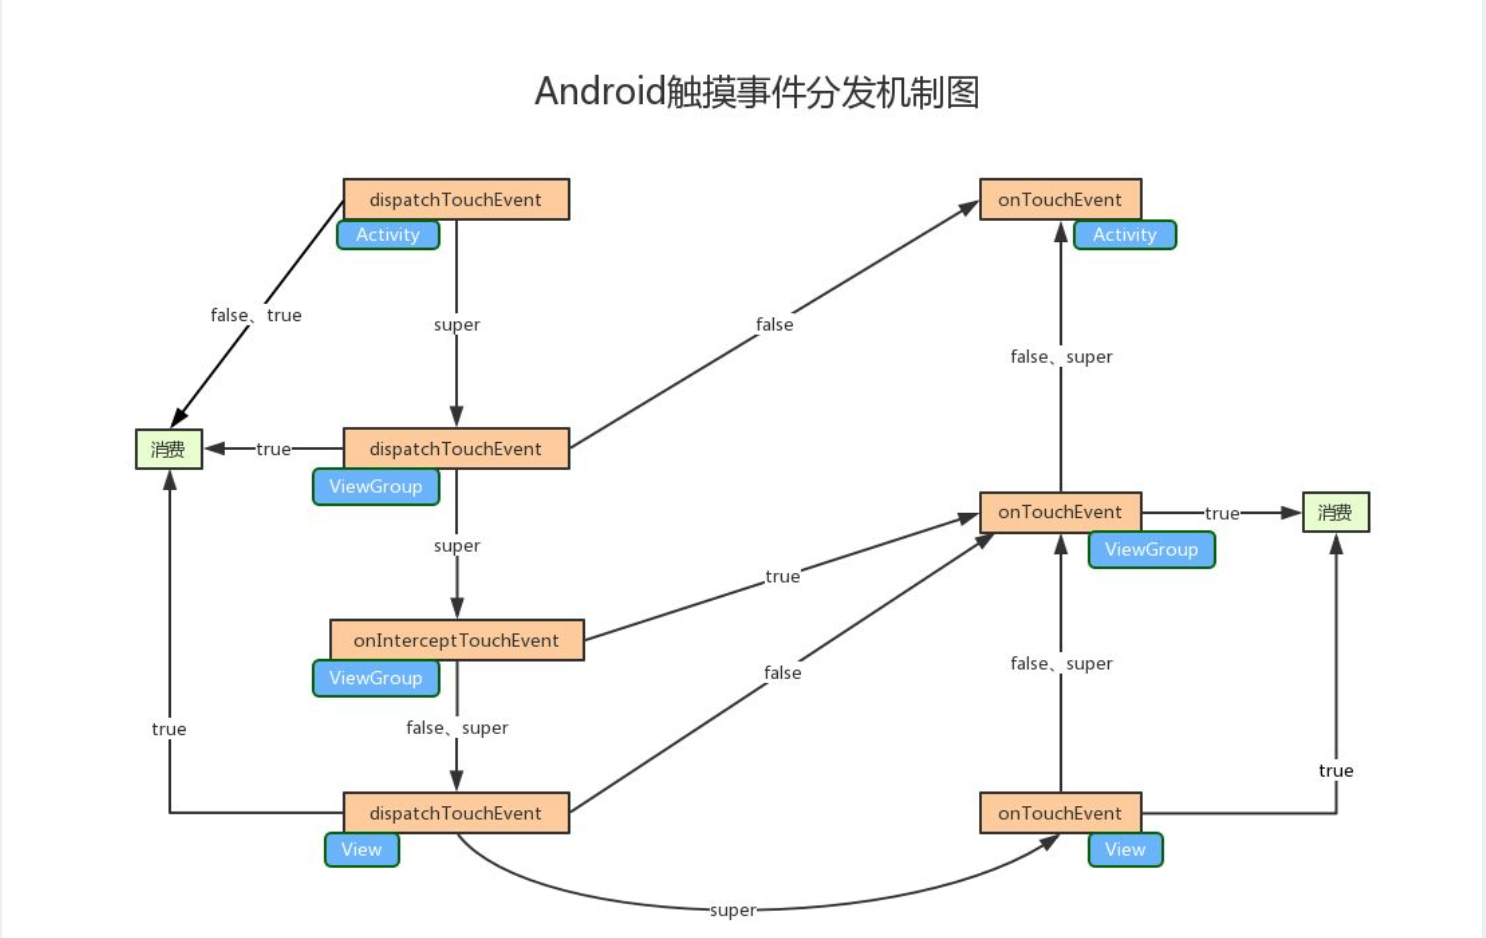 Android触摸事件分发机制图
dispatchTouchEvent
onTouchEvent
Activity
Activity
false、true
super
false
false、super
消费
true
dispatchTouchEvent
ViewGroup
onTouchEvent
true
消费
super
ViewGroup
true
onInterceptTouchEvent
ViewGroup
false
false、super
true
false、super
true
dispatchTouchEvent
onTouchEvent
View
View
super